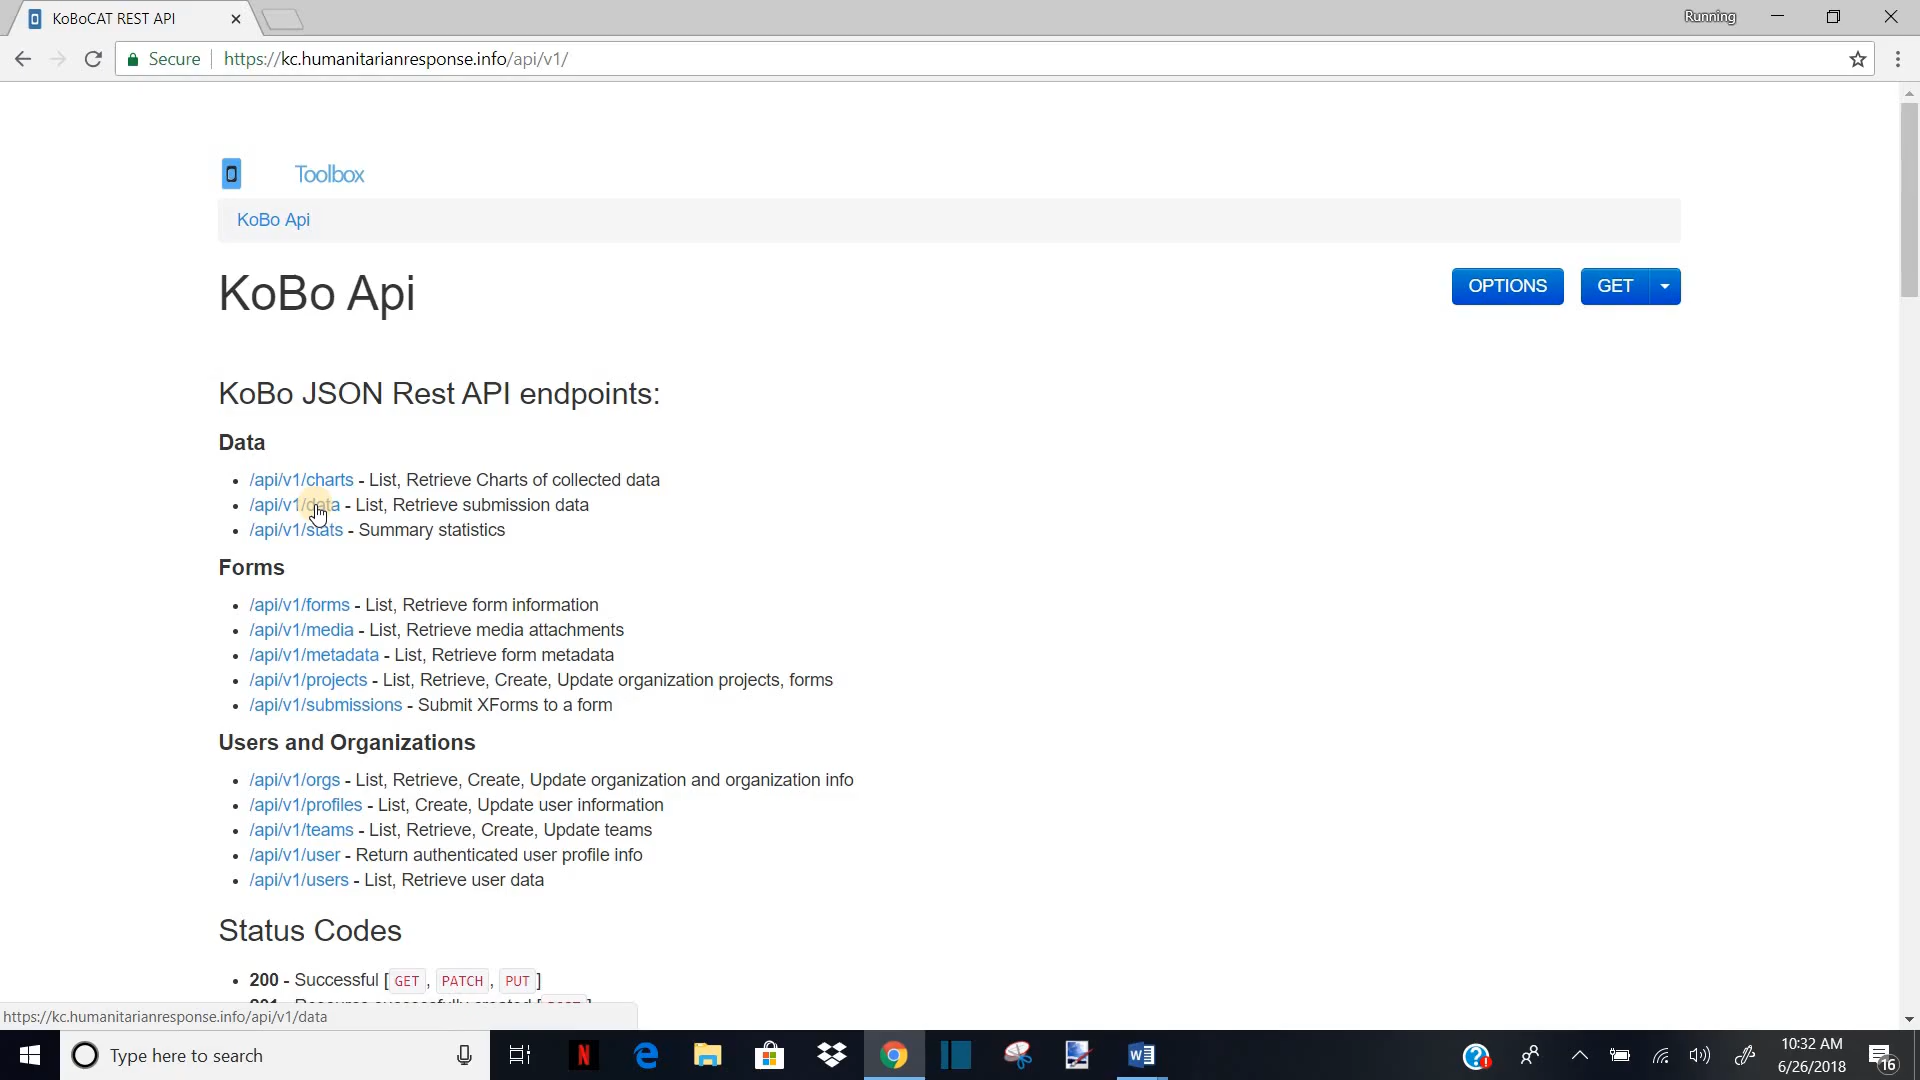 KoBoCAT REST API
Running
Secure
https://kc.humanitarianresponse.info/api/v1/
Toolbox
KoBo Api
KoBo Api
OPTIONS
GET
KoBo JSON Rest API endpoints:
Data
/api/v1/charts - List, Retrieve Charts of collected data
/api/v1/data - List, Retrieve submission data
/api/v1/stats - Summary statistics
Forms
/api/v1/forms - List, Retrieve form information
/api/v1/media - List, Retrieve media attachments
/api/v1/metadata - List, Retrieve form metadata
/api/v1/projects - List, Retrieve, Create, Update organization projects, forms
/api/v1/submissions - Submit XForms to a form
Users and Organizations
/api/v1/orgs - List, Retrieve, Create, Update organization and organization info
/api/v1/profiles - List, Create, Update user information
/api/v1/teams - List, Retrieve, Create, Update teams
/api/v1/user - Return authenticated user profile info
/api/v1/users - List, Retrieve user data
Status Codes
200 - Successful [ GET , PATCH , PUT ]
201 - Resource successfully created [ POST ]
https://kc.humanitarianresponse.info/api/v1/data
Type here to search
10:32 AM
6/26/2018
16